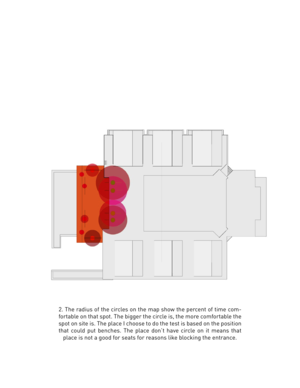 2. The radius of the circles on the map show the percent of time com-
fortable on that spot. The bigger the circle is, the more comfortable the
spot on site is. The place I choose to do the test is based on the position
that could put benches. The place don't have circle on it means that
place is not a good for seats for reasons like blocking the entrance.